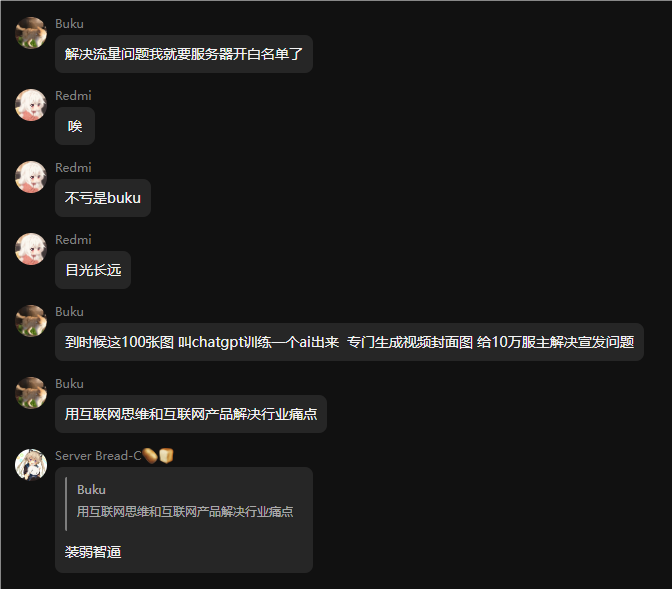 Buku
解决流量问题我就要服务器开白名单了
Redmi
唉
Redmi
不亏是buku
Redmi
目光长远
Buku
到时候这100张图 叫chatgpt训练一个ai出来 专门生成视频封面图 给10万服主解决宣发问题
Buku
用互联网思维和互联网产品解决行业痛点
Server Bread-C🥖🍞
Buku
用互联网思维和互联网产品解决行业痛点
装弱智逼